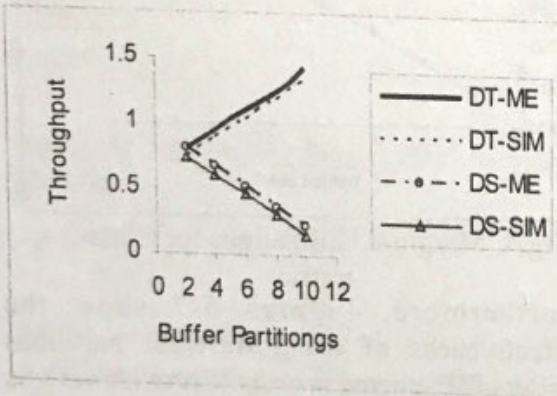 1.5
1
0.5
0
0 2 4 6 8 10 12
Throughput
Buffer Partitiongs
DT-ME
DT-SIM
DS-ME
DS-SIM